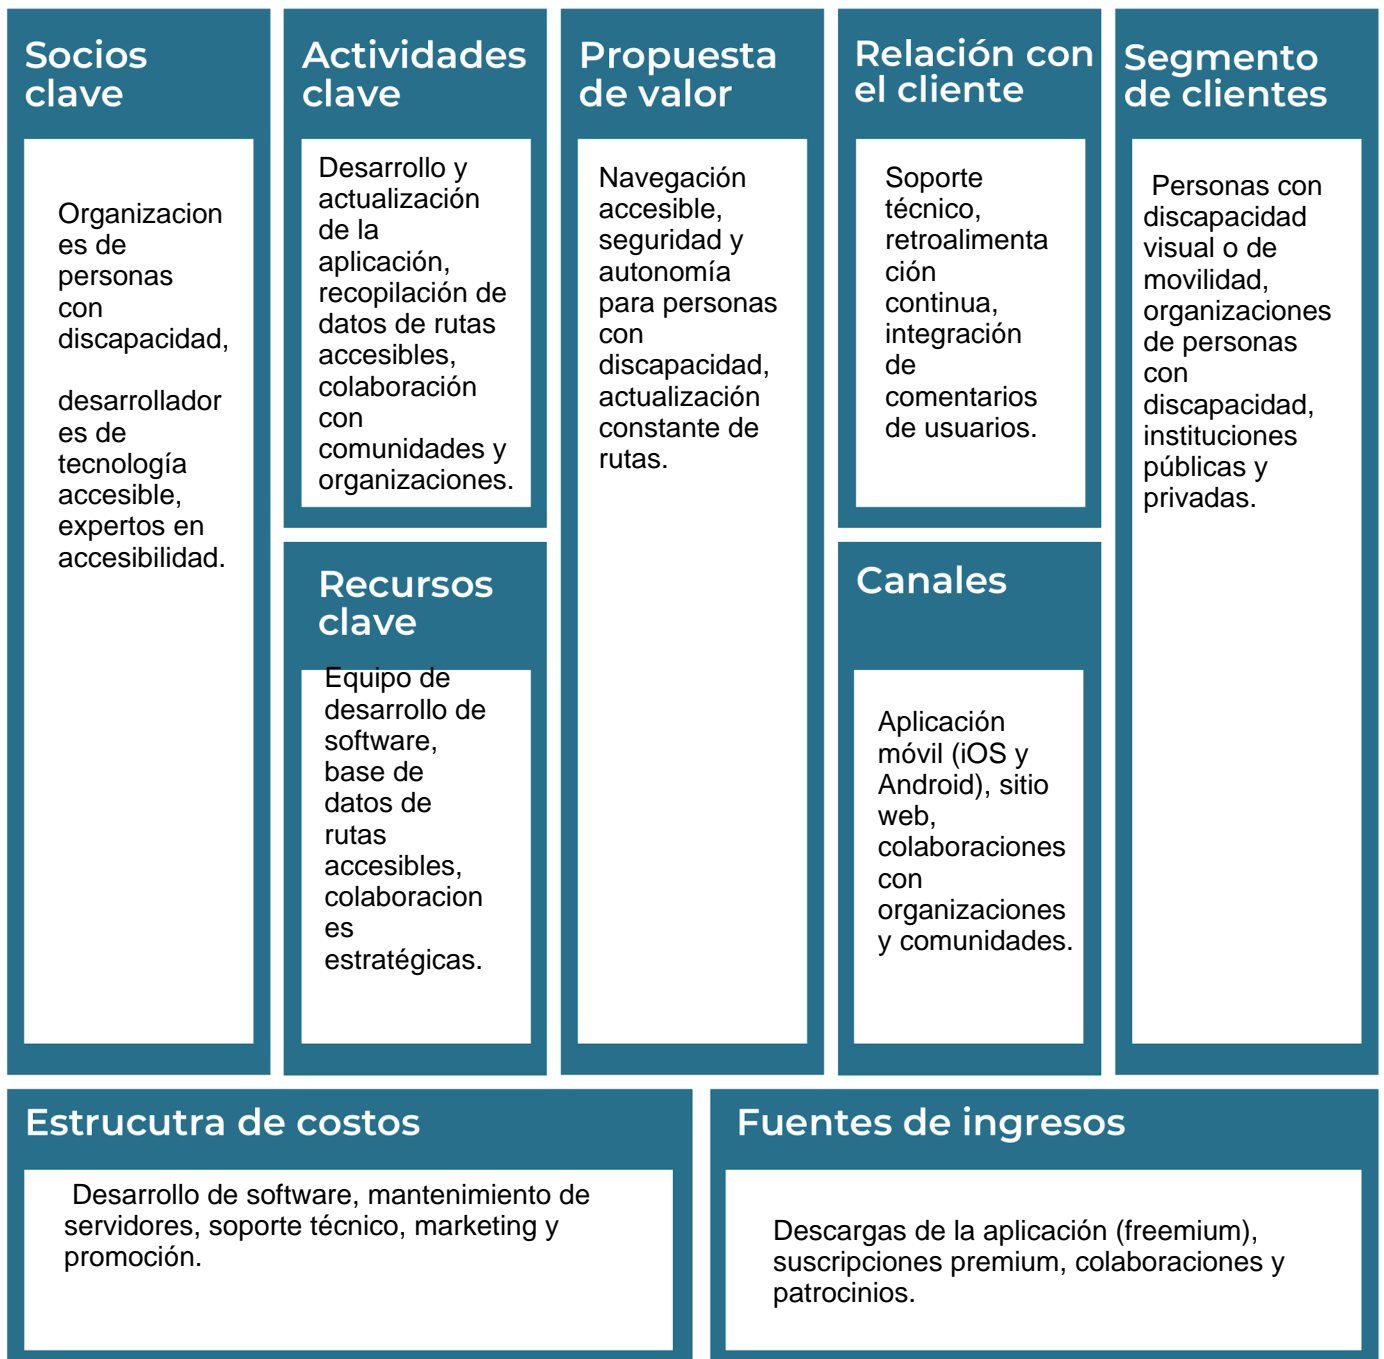 Socios
clave
Organizacion
es de
personas
con
discapacidad,
desarrollador
es de
tecnología
accesible,
expertos en
accesibilidad.
Actividades
clave
Desarrollo y
actualización
de la
aplicación,
recopilación de
datos de rutas
accesibles,
colaboración
con
comunidades y
organizaciones.
Recursos
clave
Equipo de
desarrollo de
software,
base de
datos de
rutas
accesibles,
colaboracion
es
estratégicas.
Propuesta
de valor
Navegación
accesible,
seguridad y
autonomía
para personas
con
discapacidad,
actualización
constante de
rutas.
Relación con
el cliente
Soporte
técnico,
retroalimenta
ción
continua,
integración
de
comentarios
de usuarios.
Canales
Aplicación
móvil (iOS y
Android), sitio
web,
colaboraciones
con
organizaciones
y comunidades.
Segmento
de clientes
Personas con
discapacidad
visual o de
movilidad,
organizaciones
de personas
con
discapacidad,
instituciones
públicas y
privadas.
Estrucutra de costos
Desarrollo de software, mantenimiento de
servidores, soporte técnico, marketing y
promoción.
Fuentes de ingresos
Descargas de la aplicación (freemium),
suscripciones premium, colaboraciones y
patrocinios.